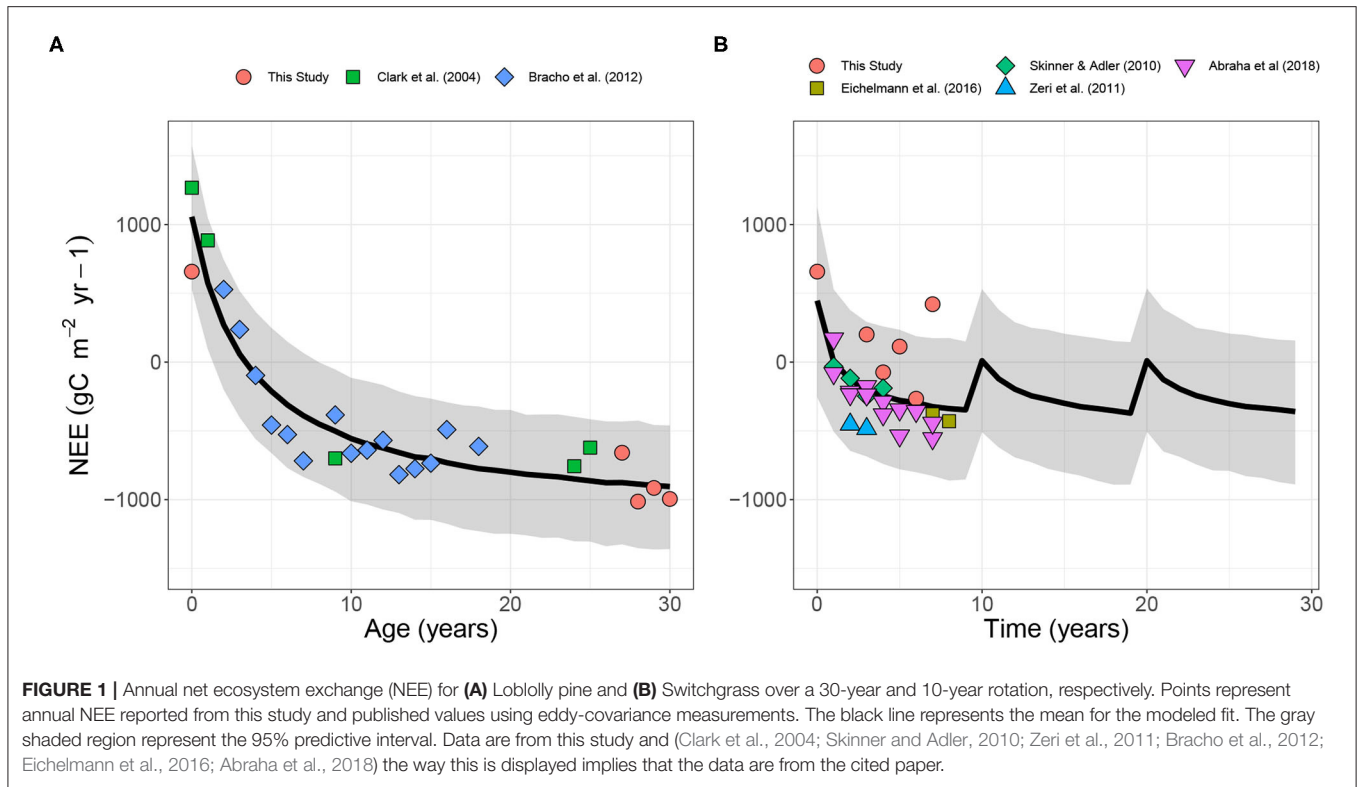 A
B
This Study
Clark et al. (2004)
Bracho et al. (2012)
This Study
Skinner & Adler (2010)
Abraha et al (2018)
Eichelmann et al. (2016)
Zeri et al. (2011)
NEE (gC m⁻² yr−1)
1000
0
−1000
0
10
20
30
Age (years)
1000
0
−1000
0
10
20
30
Time (years)
FIGURE 1 | Annual net ecosystem exchange (NEE) for (A) Loblolly pine and (B) Switchgrass over a 30-year and 10-year rotation, respectively. Points represent
annual NEE reported from this study and published values using eddy-covariance measurements. The black line represents the mean for the modeled fit. The gray
shaded region represent the 95% predictive interval. Data are from this study and (Clark et al., 2004; Skinner and Adler, 2010; Zeri et al., 2011; Bracho et al., 2012;
Eichelmann et al., 2016; Abraha et al., 2018) the way this is displayed implies that the data are from the cited paper.